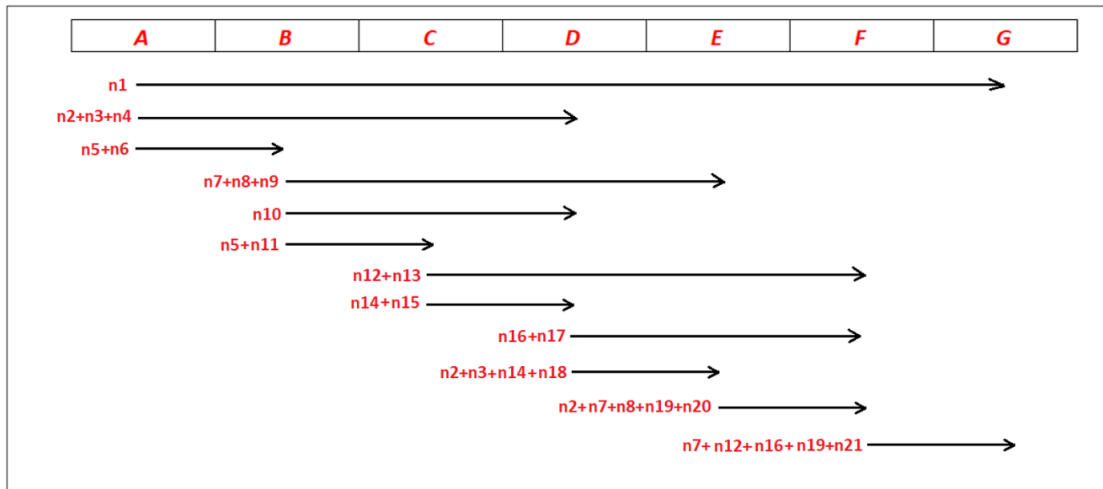 A B C D E F G
n1
n2+n3+n4
n5+n6
n7+n8+n9
n10
n5+n11
n12+n13
n14+n15
n16+n17
n2+n3+n14+n18
n2+n7+n8+n19+n20
n7+ n12+n16+ n19+n21